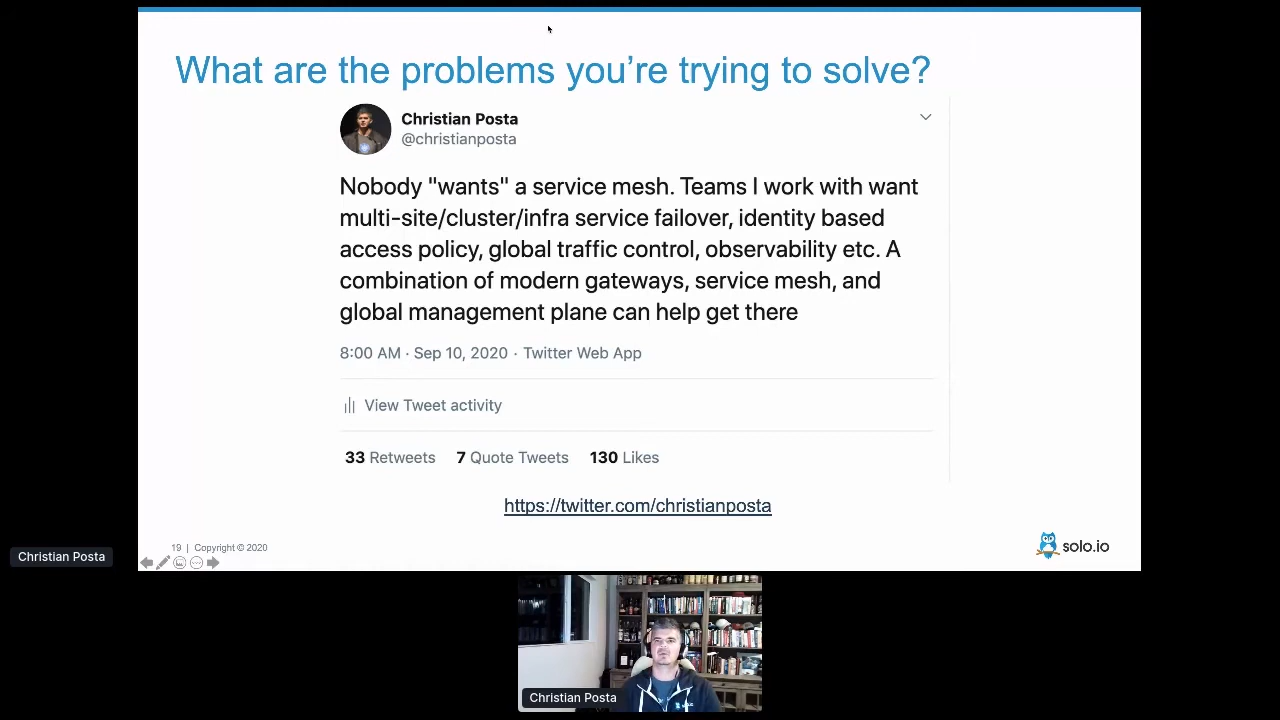 What are the problems you're trying to solve?
Christian Posta
@christianposta
Nobody "wants" a service mesh. Teams I work with want
multi-site/cluster/infra service failover, identity based
access policy, global traffic control, observability etc. A
combination of modern gateways, service mesh, and
global management plane can help get there
8:00 AM · Sep 10, 2020 · Twitter Web App
View Tweet activity
33 Retweets 7 Quote Tweets 130 Likes
https://twitter.com/christianposta
19 | Copyright © 2020
solo.io
Christian Posta
Christian Posta